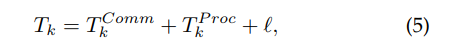 T_k = T_k^{Comm} + T_k^{Proc} + ℓ, (5)